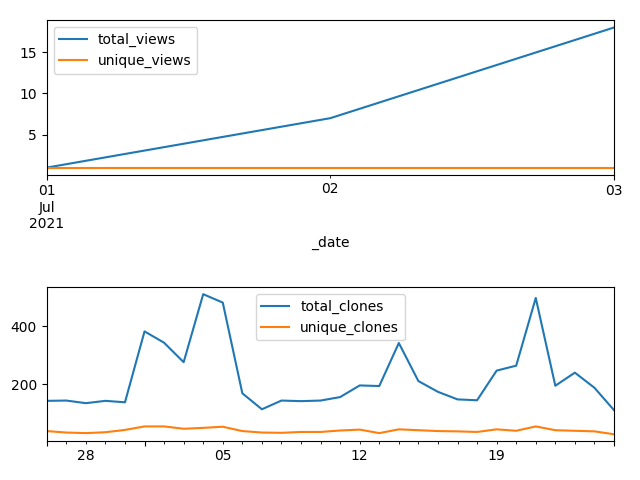 total_views
unique_views
15
10
5
01
02
03
Jul
2021
_date
total_clones
unique_clones
400
200
28
05
12
19